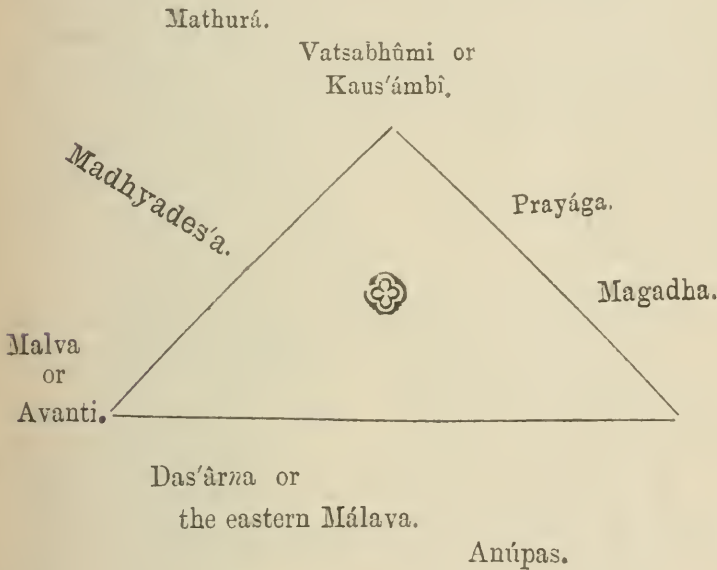 Mathurá.
Vatsabhûmi or
Kaus′ámbî.
Madhyades′a.
Prayága.
Magadha.
Malva
or
Avanti.
Das′ârna or
the eastern Málava.
Anúpas.